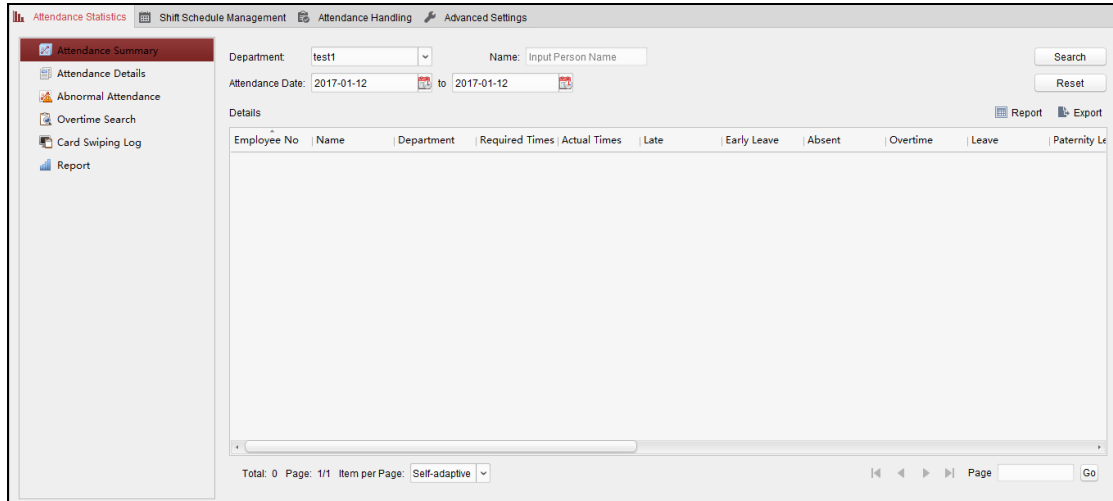 Attendance Statistics Shift Schedule Management Attendance Handling Advanced Settings
Attendance Summary
Attendance Details
Abnormal Attendance
Overtime Search
Card Swiping Log
Report
Department: test1 Name: Input Person Name Search
Attendance Date: 2017-01-12 to 2017-01-12 Reset
Details Report Export
Employee No Name Department Required Times Actual Times Late Early Leave Absent Overtime Leave Paternity Le
Total: 0 Page: 1/1 Item per Page: Self-adaptive Page Go